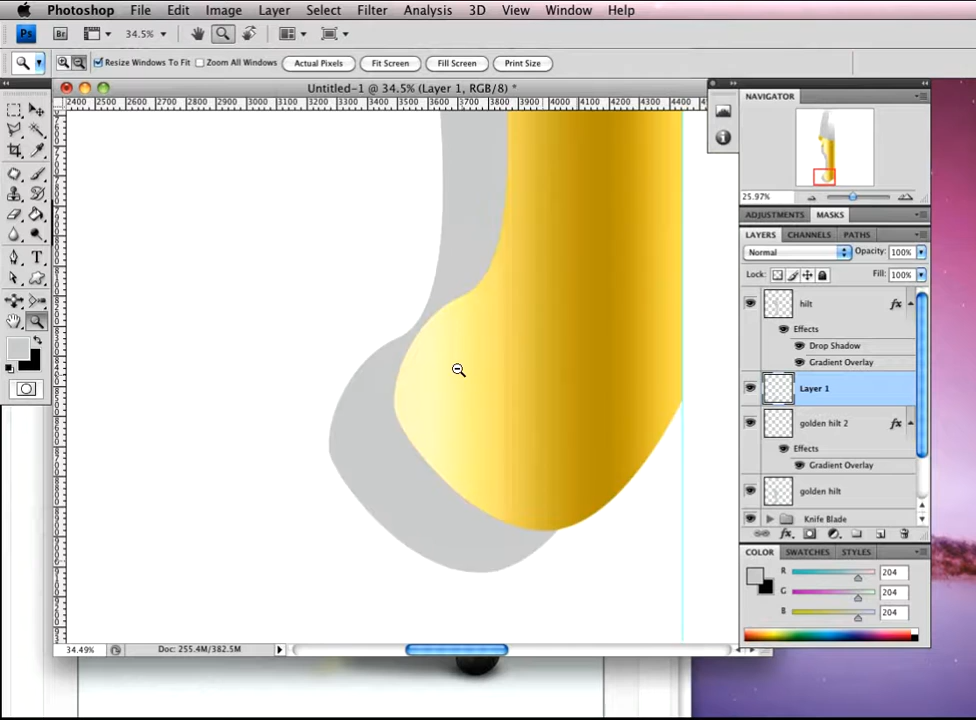 Photoshop File Edit Image Layer Select Filter Analysis 3D View Window Help
Ps Br 34.5%
Resize Windows To Fit Zoom All Windows Actual Pixels Fit Screen Fill Screen Print Size
Untitled-1 @ 34.5% (Layer 1, RGB/8) *
2400 2500 2600 2700 2800 2900 3000 3100 3200 3300 3400 3500 3600 3700 3800 3900 4000 4100 4200 4300 4400
NAVIGATOR
25.97%
ADJUSTMENTS MASKS
LAYERS CHANNELS PATHS
Normal Opacity: 100%
Lock: Fill: 100%
hilt fx
Effects
Drop Shadow
Gradient Overlay
Layer 1
golden hilt 2 fx
Effects
Gradient Overlay
golden hilt
Knife Blade
fx.
COLOR SWATCHES STYLES
R 204
G 204
B 204
34.49% Doc: 255.4M/382.5M